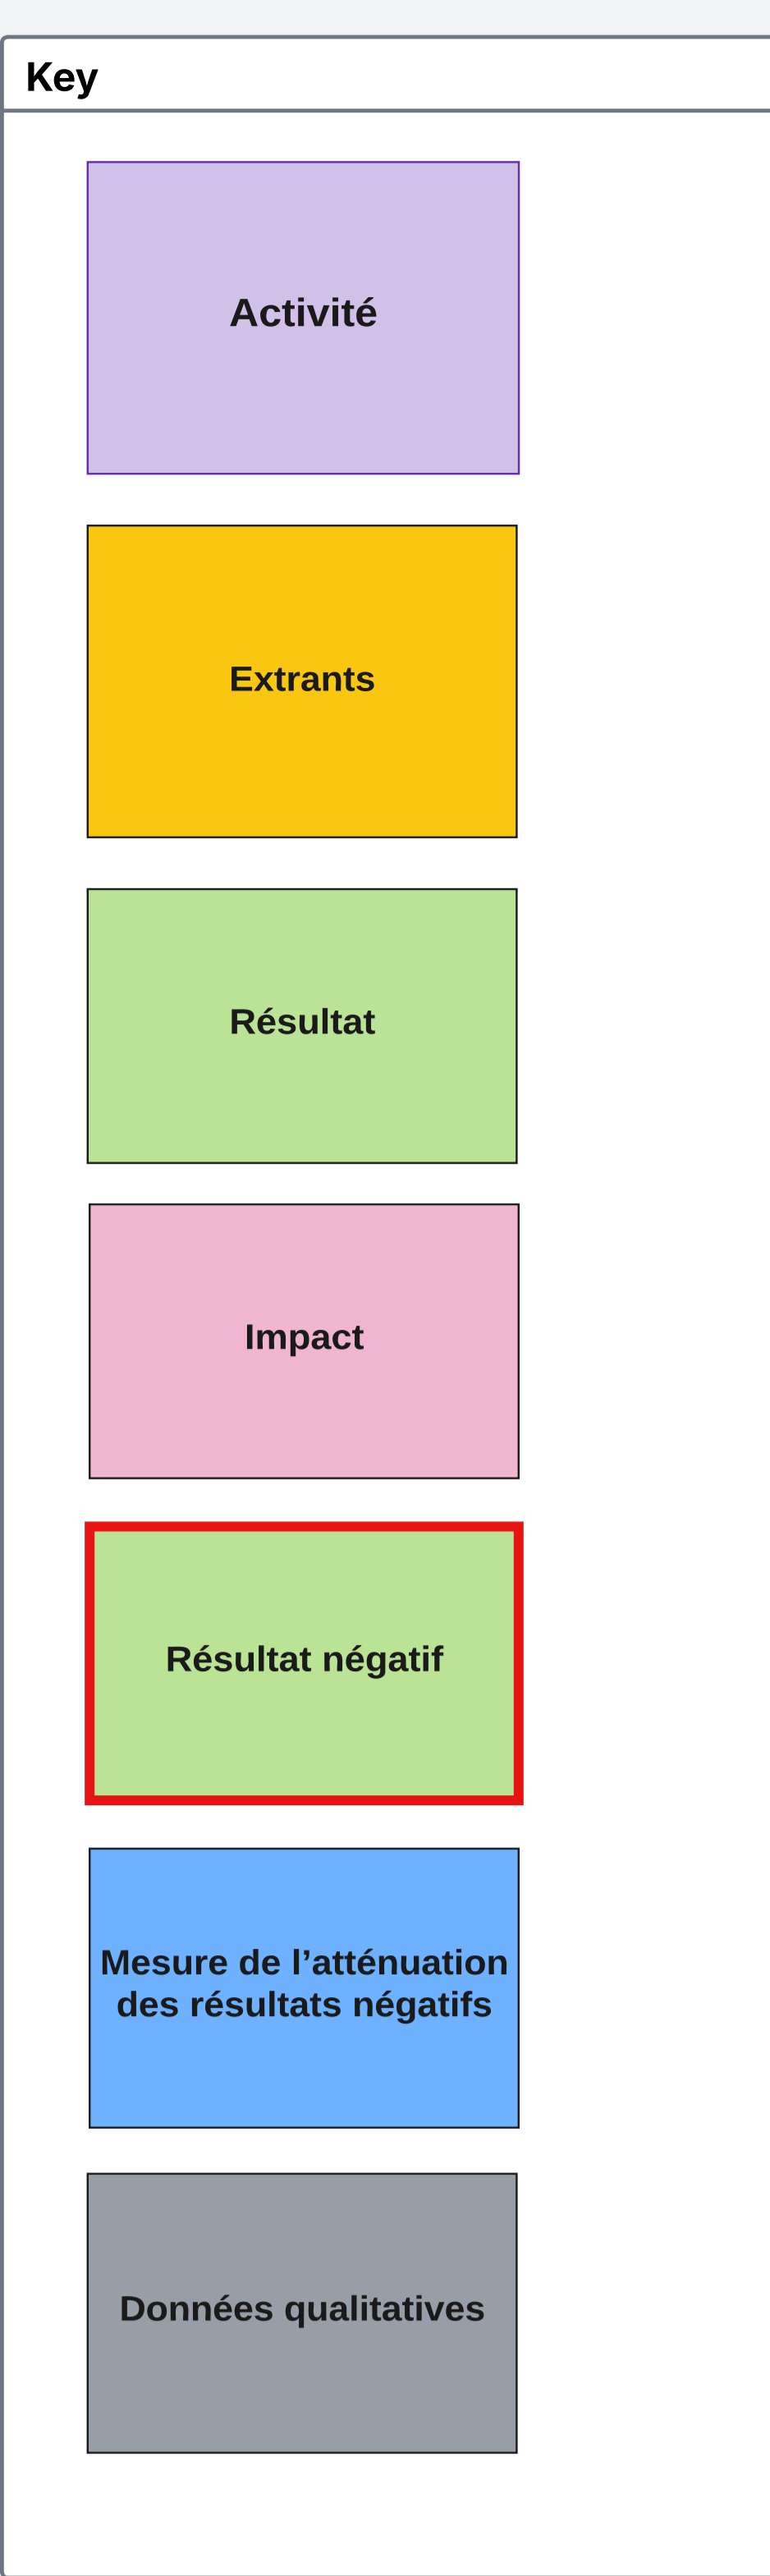 Key
Activité
Extrants
Résultat
Impact
Résultat négatif
Mesure de l’atténuation
des résultats négatifs
Données qualitatives